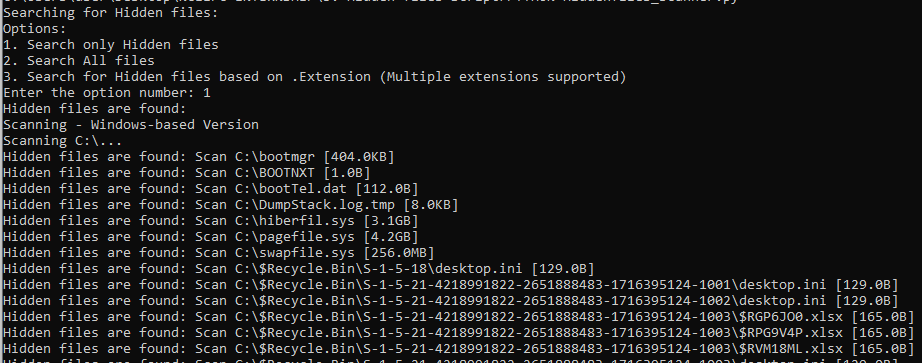 Searching for Hidden files:
Options:
1. Search only Hidden files
2. Search All files
3. Search for Hidden files based on .Extension (Multiple extensions supported)
Enter the option number: 1
Hidden files are found:
Scanning - Windows-based Version
Scanning C:\...
Hidden files are found: Scan C:\bootmgr [404.0KB]
Hidden files are found: Scan C:\BOOTNXT [1.0B]
Hidden files are found: Scan C:\bootTel.dat [112.0B]
Hidden files are found: Scan C:\DumpStack.log.tmp [8.0KB]
Hidden files are found: Scan C:\hiberfil.sys [3.1GB]
Hidden files are found: Scan C:\pagefile.sys [4.2GB]
Hidden files are found: Scan C:\swapfile.sys [256.0MB]
Hidden files are found: Scan C:\$Recycle.Bin\S-1-5-18\desktop.ini [129.0B]
Hidden files are found: Scan C:\$Recycle.Bin\S-1-5-21-4218991822-2651888483-1716395124-1001\desktop.ini [129.0B]
Hidden files are found: Scan C:\$Recycle.Bin\S-1-5-21-4218991822-2651888483-1716395124-1002\desktop.ini [129.0B]
Hidden files are found: Scan C:\$Recycle.Bin\S-1-5-21-4218991822-2651888483-1716395124-1003\$RGP6JO0.xlsx [165.0B]
Hidden files are found: Scan C:\$Recycle.Bin\S-1-5-21-4218991822-2651888483-1716395124-1003\$RPG9V4P.xlsx [165.0B]
Hidden files are found: Scan C:\$Recycle.Bin\S-1-5-21-4218991822-2651888483-1716395124-1003\$RVM18ML.xlsx [165.0B]